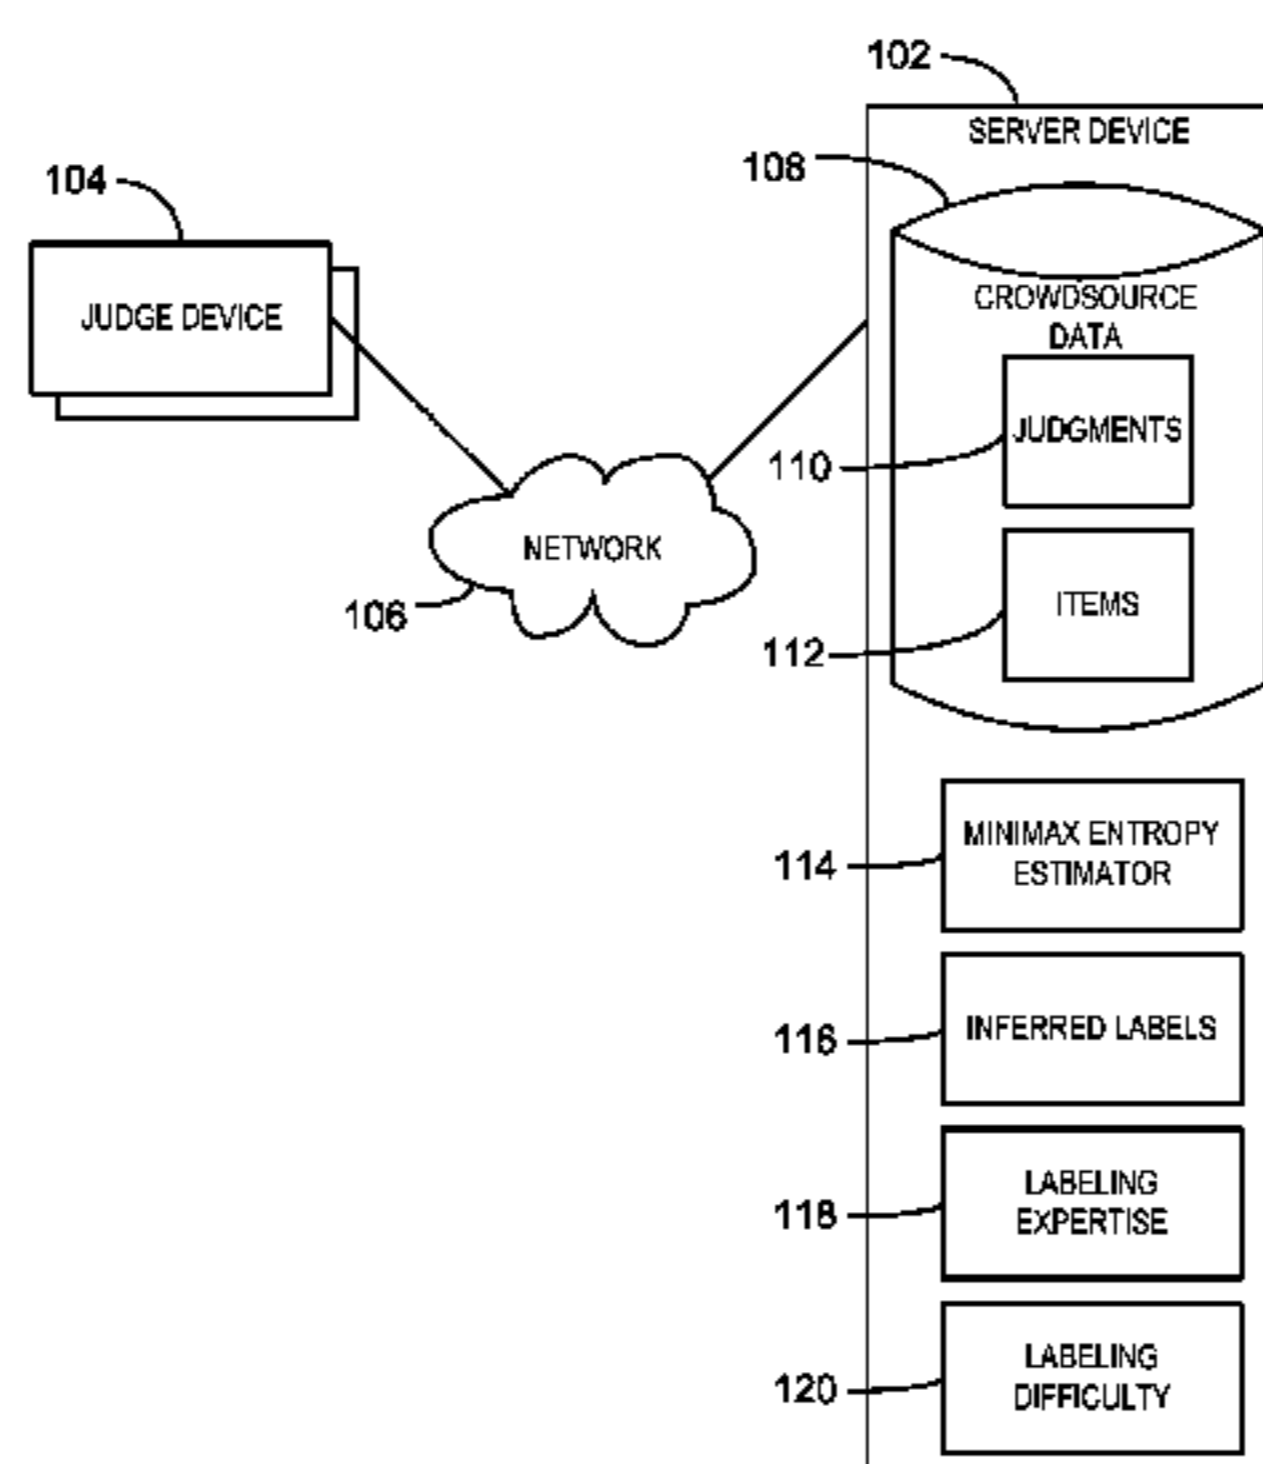 102
SERVER DEVICE
108
104
JUDGE DEVICE
CROWDSOURCE
DATA
JUDGMENTS
110
NETWORK
106
ITEMS
112
MINIMAX ENTROPY
ESTIMATOR
114
INFERRED LABELS
116
LABELING
EXPERTISE
118
LABELING
DIFFICULTY
120